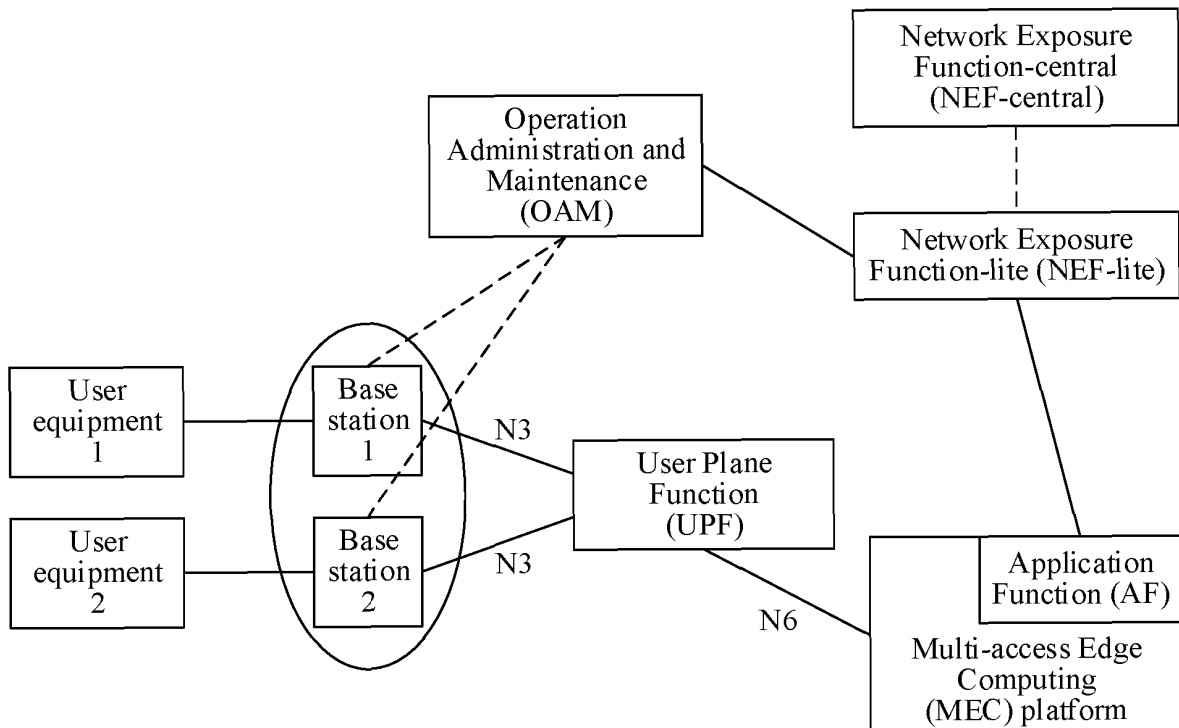 Network Exposure
Function-central
(NEF-central)
Operation
Administration and
Maintenance
(OAM)
Network Exposure
Function-lite (NEF-lite)
User
equipment
1
Base
station
1
N3
User Plane
Function
(UPF)
User
equipment
2
Base
station
2
N3
N6
Application
Function (AF)
Multi-access Edge
Computing
(MEC) platform